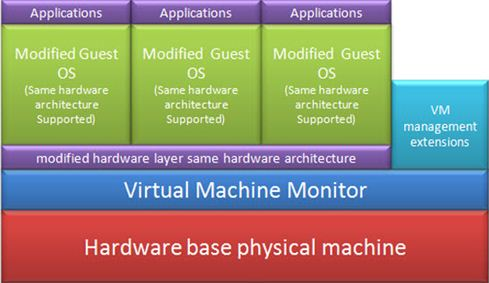 Applications
Applications
Applications
Modified Guest
OS
(Same hardware
architecture
Supported)
Modified Guest
OS
(Same hardware
architecture
Supported)
Modified Guest
OS
(Same hardware
architecture
Supported)
VM
management
extensions
modified hardware layer same hardware architecture
Virtual Machine Monitor
Hardware base physical machine